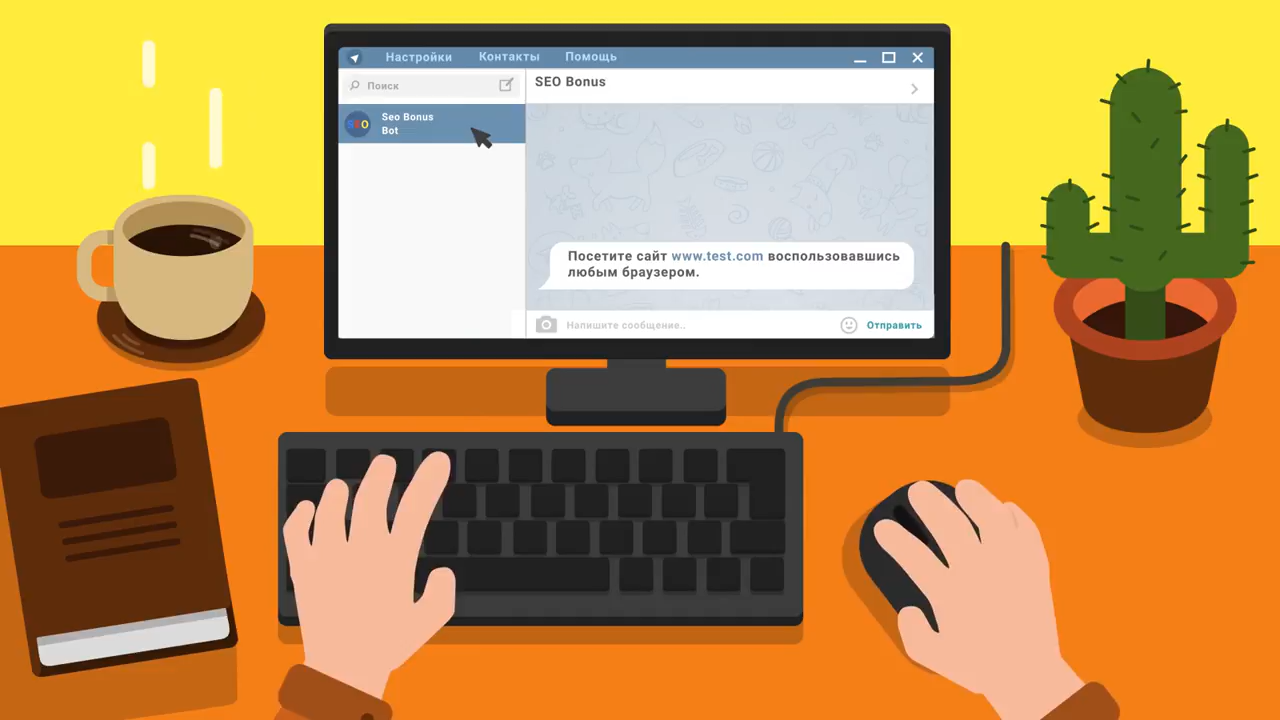 Настройки Контакты Помощь
Поиск
SEO Bonus
SEO
Seo Bonus
Bot
Посетите сайт www.test.com воспользовавшись
любым браузером.
Напишите сообщение..
Отправить